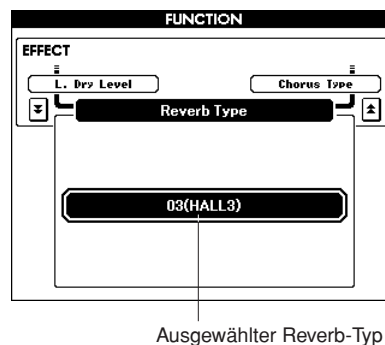 FUNCTION
EFFECT
L. Dry Level
Chorus Type
Reverb Type
03(HALL3)
Ausgewählter Reverb-Typ